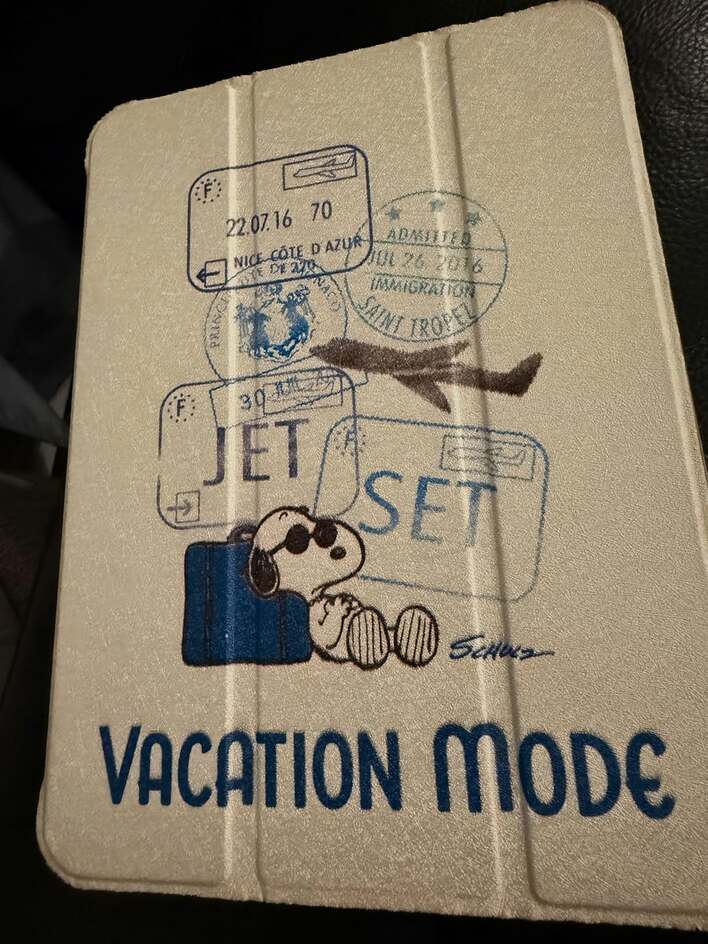 F
22.07.16 70
NICE CÔTE D AZUR
ADMITTED
JUL 26 2016
IMMIGRATION
SAINT TROPEZ
F
30
JET
F
SET
SCHULZ
VACATION MODE